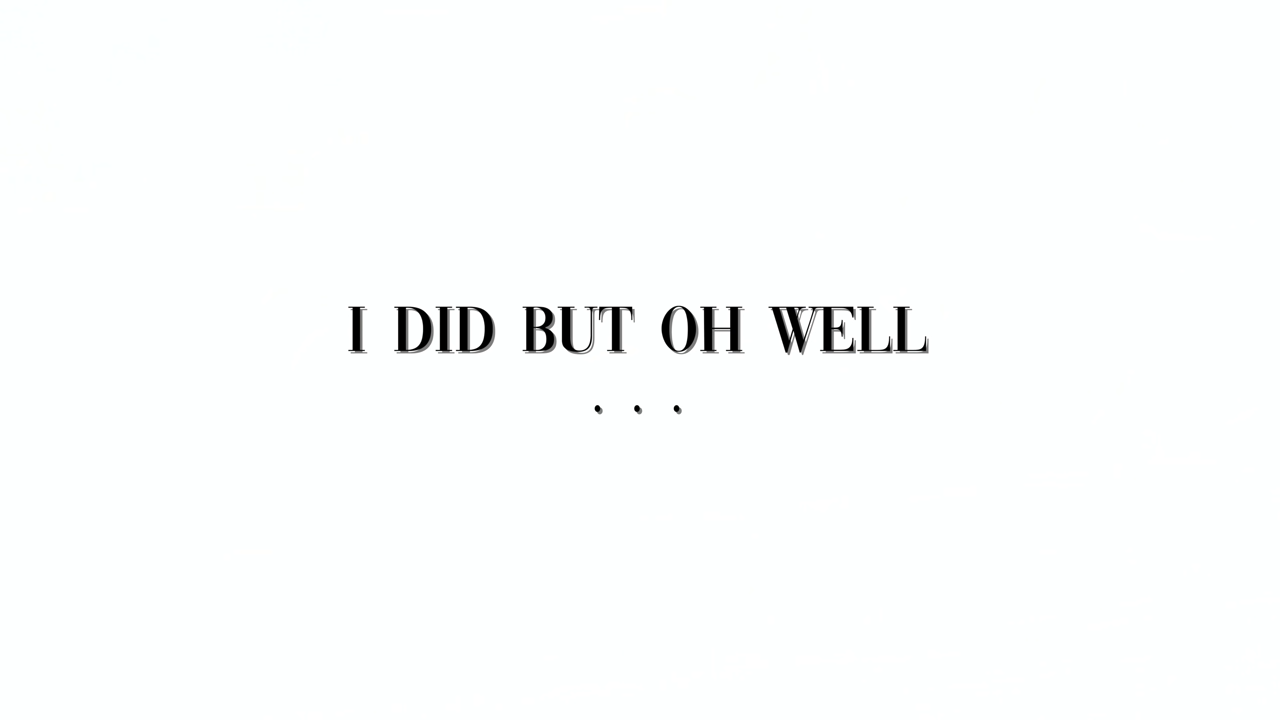 I DID BUT OH WELL
. . .